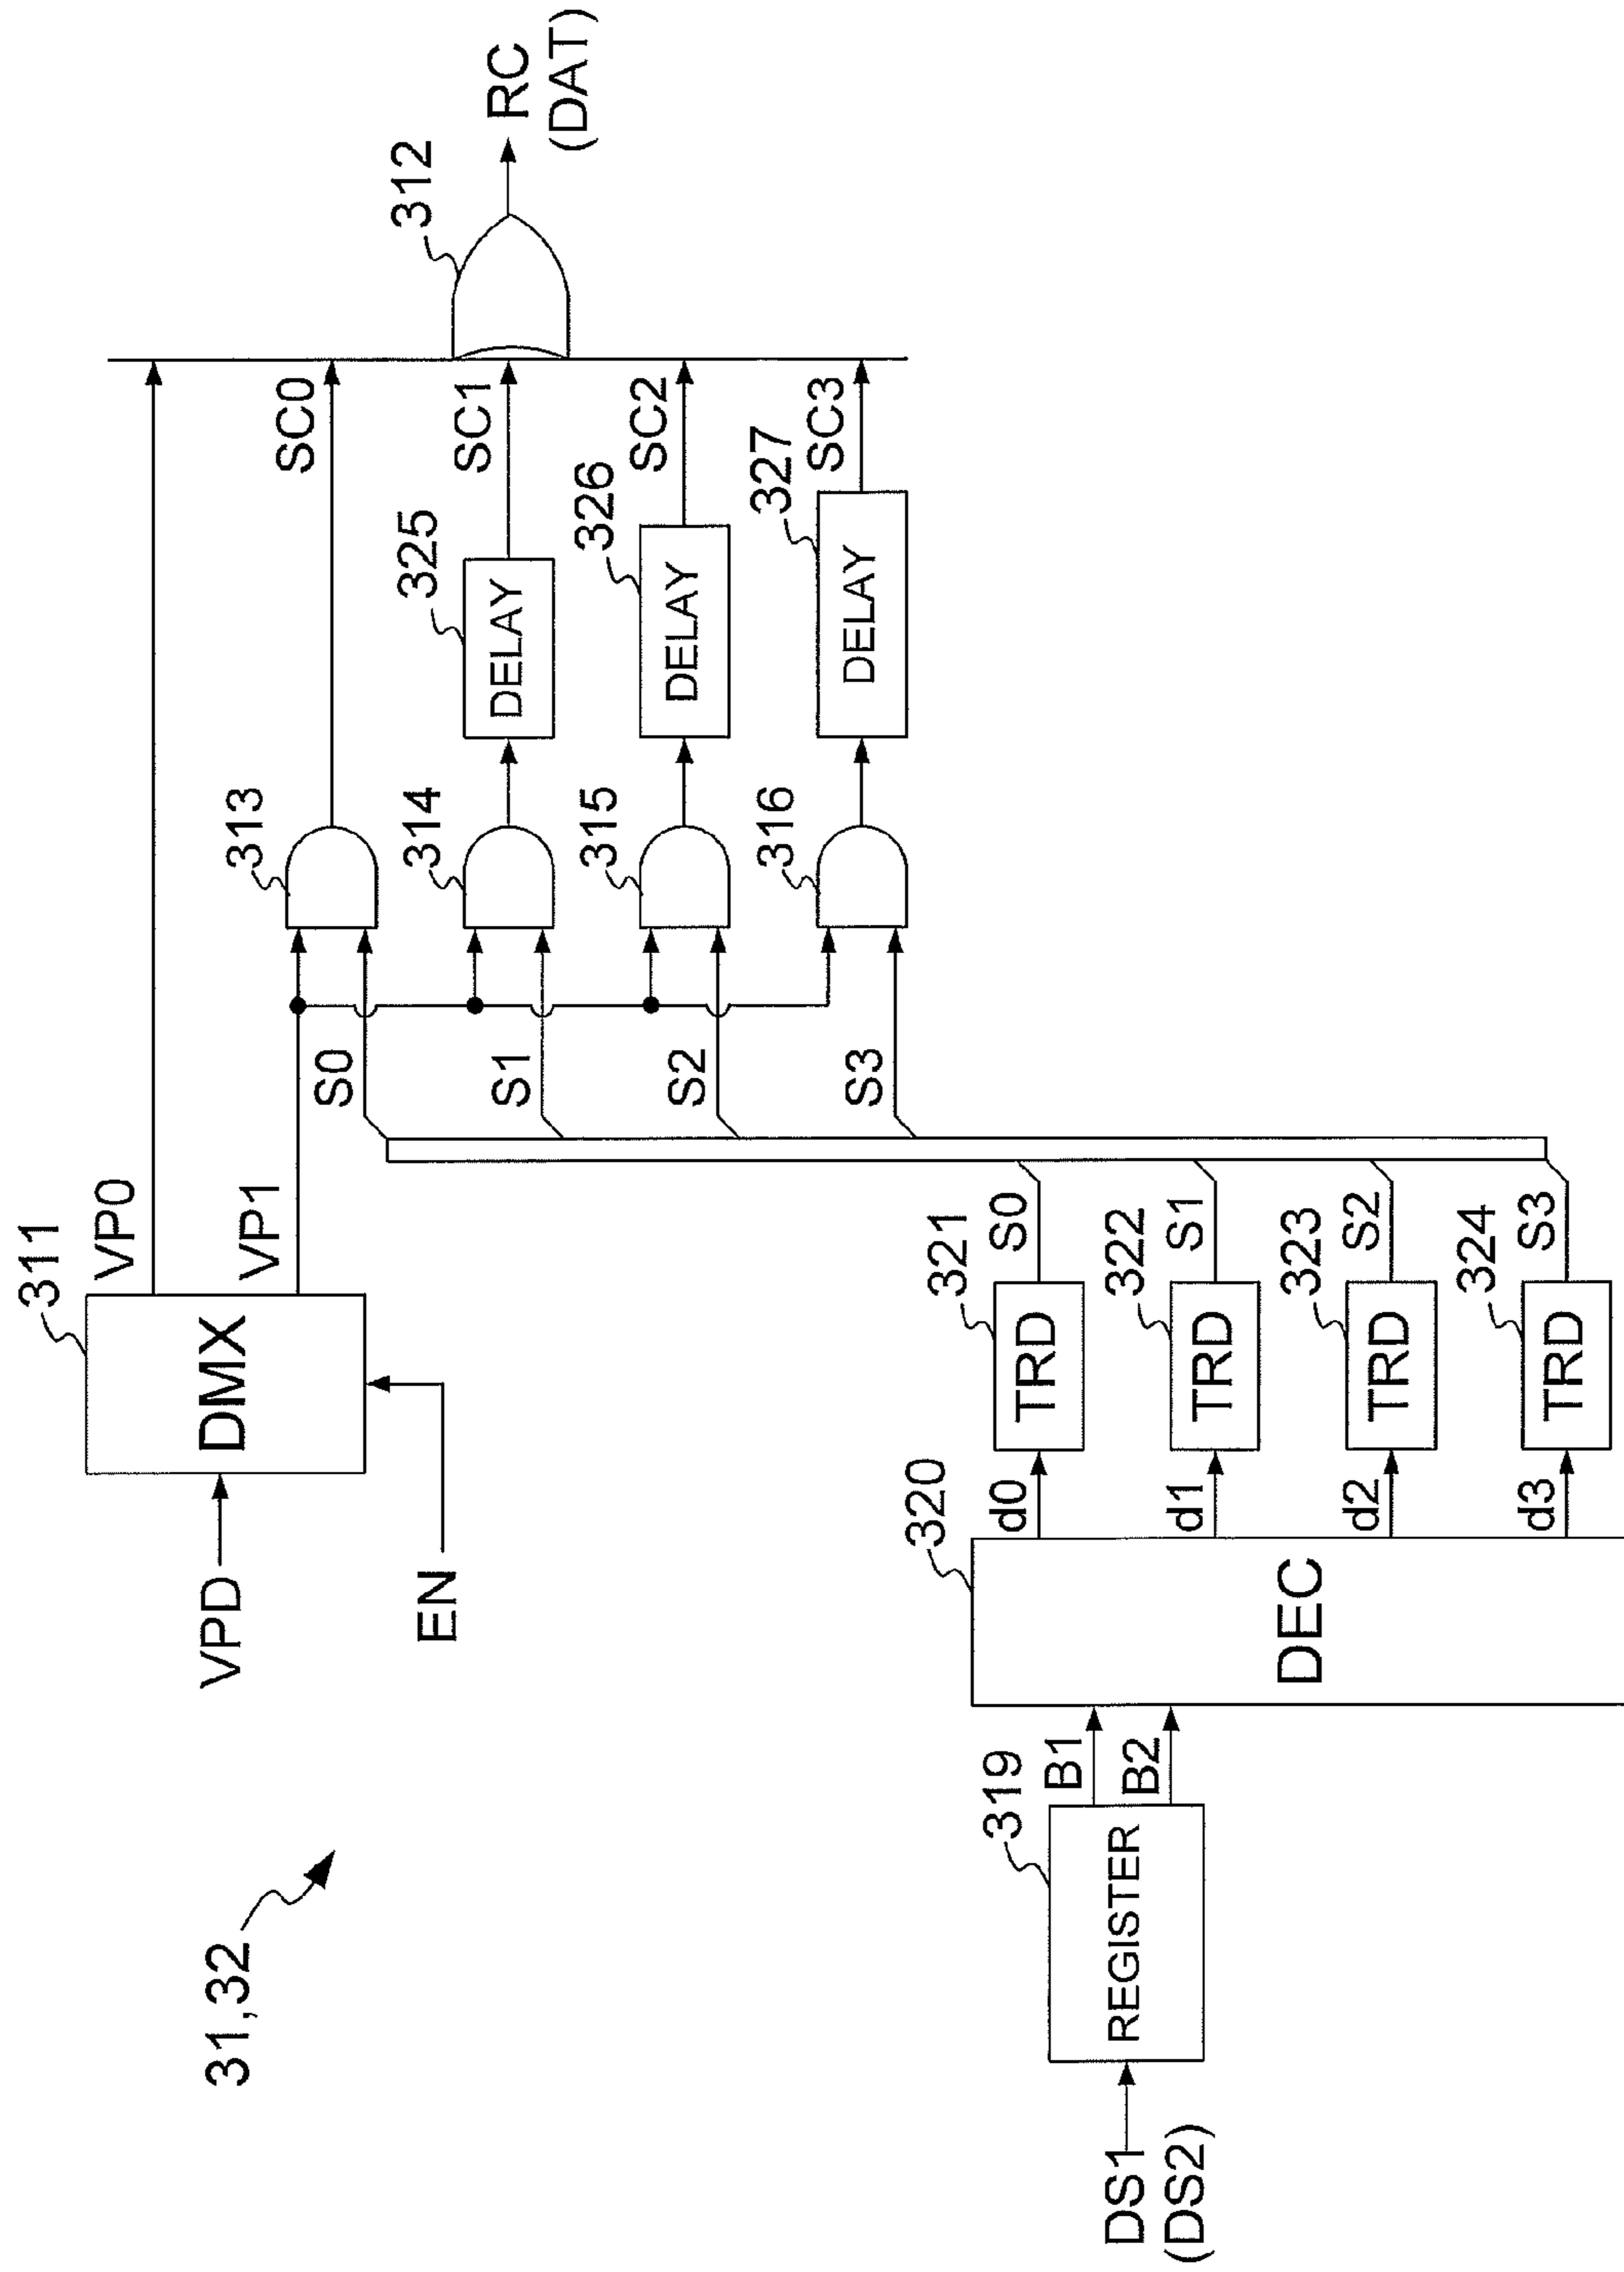 31,32
VPD
EN
311
DMX
VP0
VP1
S0
S1
S2
S3
313
314
315
316
325
DELAY
326
DELAY
327
DELAY
SC0
SC1
SC2
SC3
312
RC
(DAT)
DS1
(DS2)
319
REGISTER
B1
B2
320
DEC
d0
d1
d2
d3
321
TRD
322
TRD
323
TRD
324
TRD
S0
S1
S2
S3